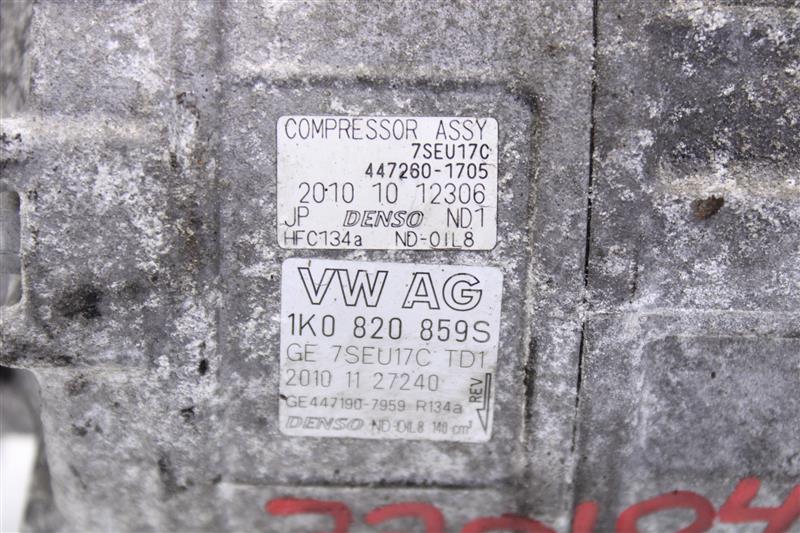 COMPRESSOR ASSY
7SEU17C
447260-1705
2010 10 12306
JP DENSO ND1
HFC134a ND-OIL8
VW AG
1K0 820 859S
GE 7SEU17C TD1
2010 11 27240
GE447190-7959 R134a
REV
DENSO ND-OIL8 140 cm³